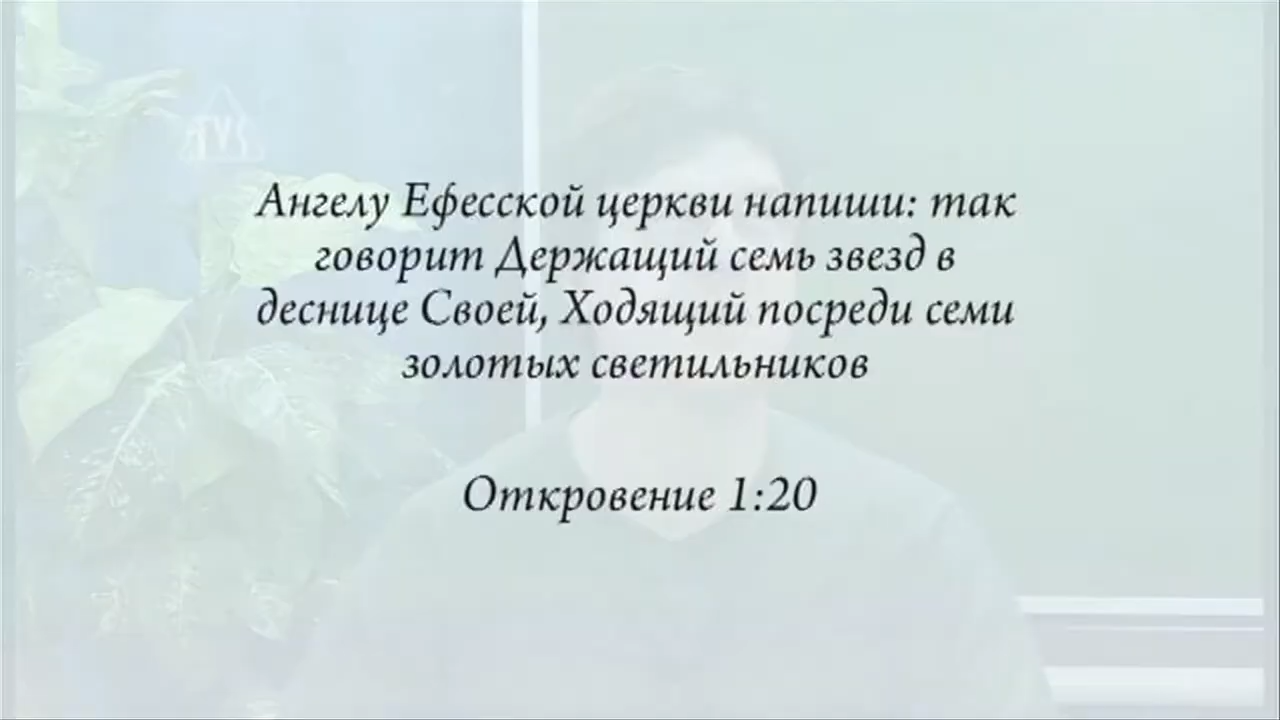 Ангелу Ефесской церкви напиши: так
говорит Держащий семь звезд в
деснице Своей, Ходящий посреди семи
золотых светильников
Откровение 1:20